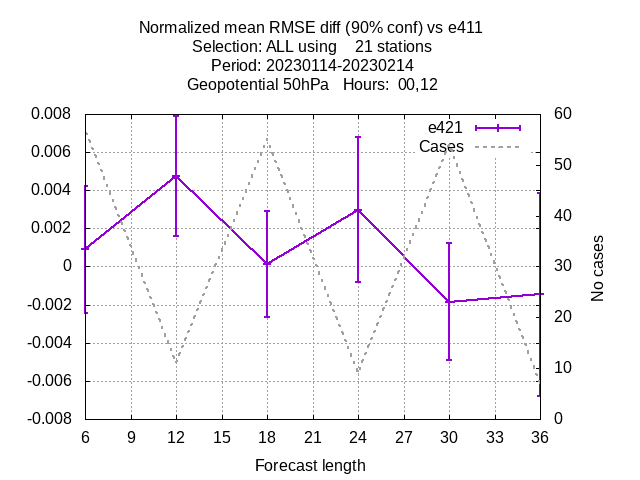 Normalized mean RMSE diff (90% conf) vs e411
Selection: ALL using    21 stations
Period: 20230114-20230214
Geopotential 50hPa   Hours:  00,12
e421
Cases
0.008
0.006
0.004
0.002
0
-0.002
-0.004
-0.006
-0.008
60
50
40
30
20
10
0
No cases
6 9 12 15 18 21 24 27 30 33 36
Forecast length